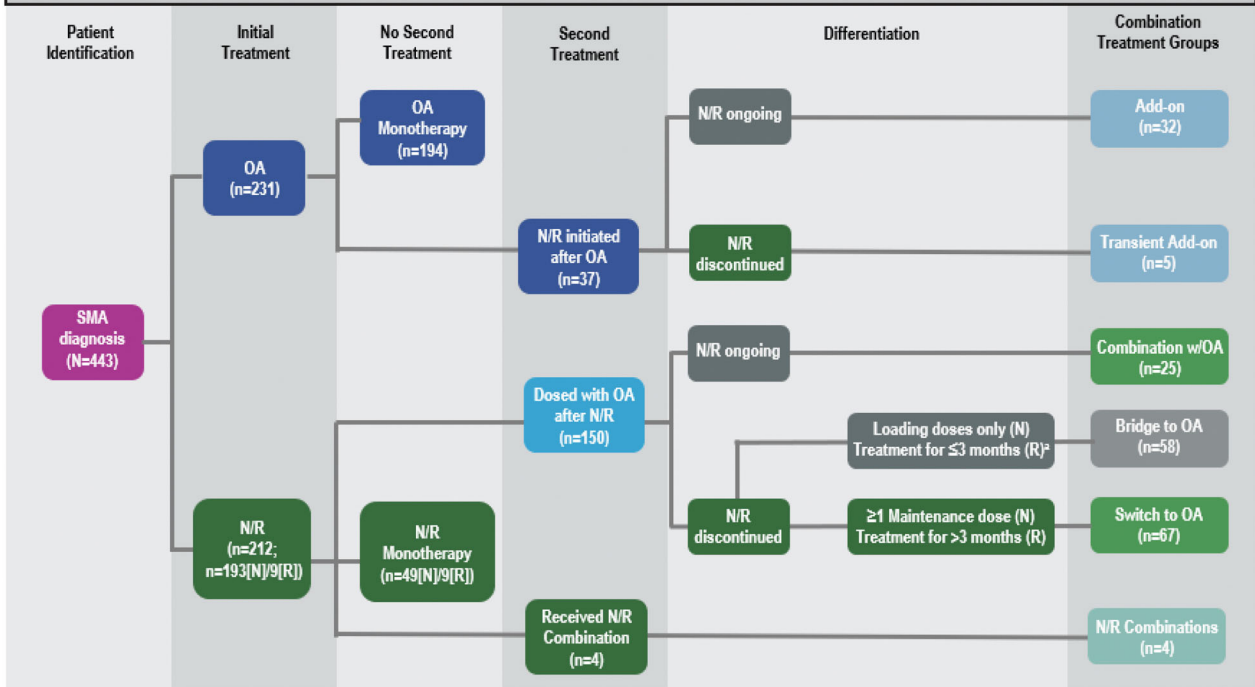 Patient
Identification
Initial
Treatment
No Second
Treatment
Second
Treatment
Differentiation
Combination
Treatment Groups
OA
Monotherapy
(n=194)
N/R ongoing
Add-on
(n=32)
OA
(n=231)
N/R initiated
after OA
(n=37)
N/R
discontinued
Transient Add-on
(n=5)
SMA
diagnosis
(N=443)
N/R ongoing
Combination w/OA
(n=25)
Dosed with OA
after N/R
(n=150)
Loading doses only (N)
Treatment for ≤3 months (R)ᵃ
Bridge to OA
(n=58)
N/R
(n=212;
n=193[N]/9[R])
N/R
Monotherapy
(n=49[N]/9[R])
N/R
discontinued
≥1 Maintenance dose (N)
Treatment for >3 months (R)
Switch to OA
(n=67)
Received N/R
Combination
(n=4)
N/R Combinations
(n=4)